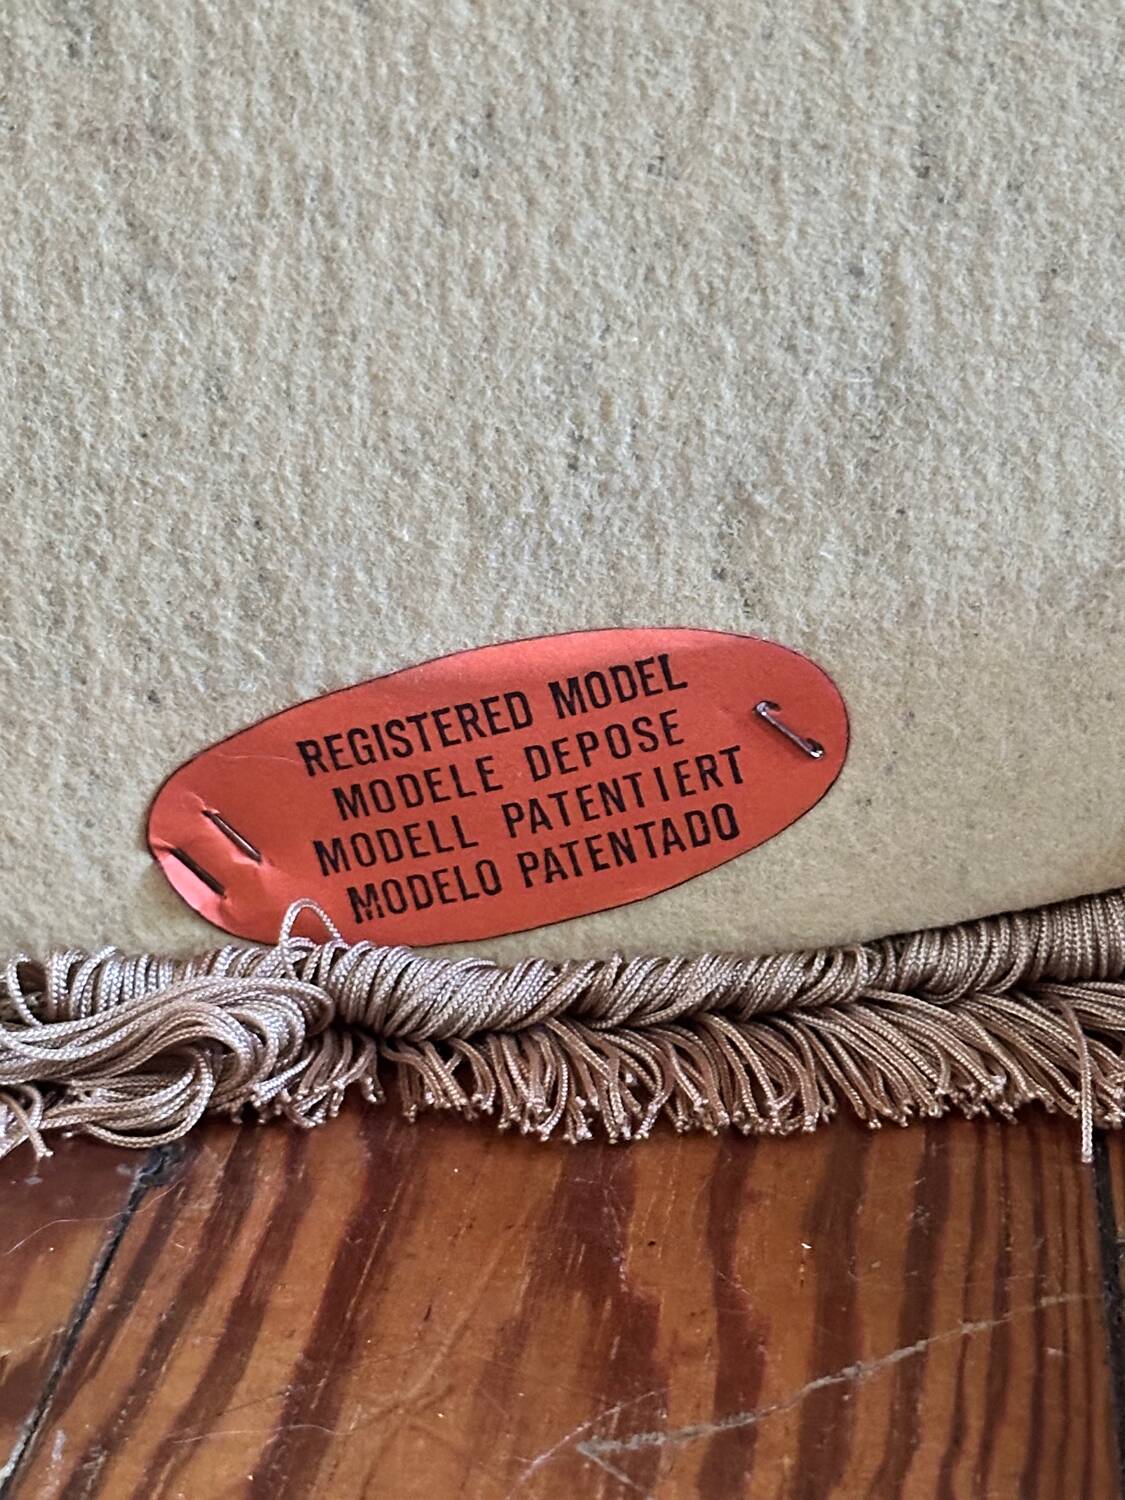 REGISTERED MODEL
MODELE DEPOSE
MODELL PATENTIERT
MODELO PATENTADO